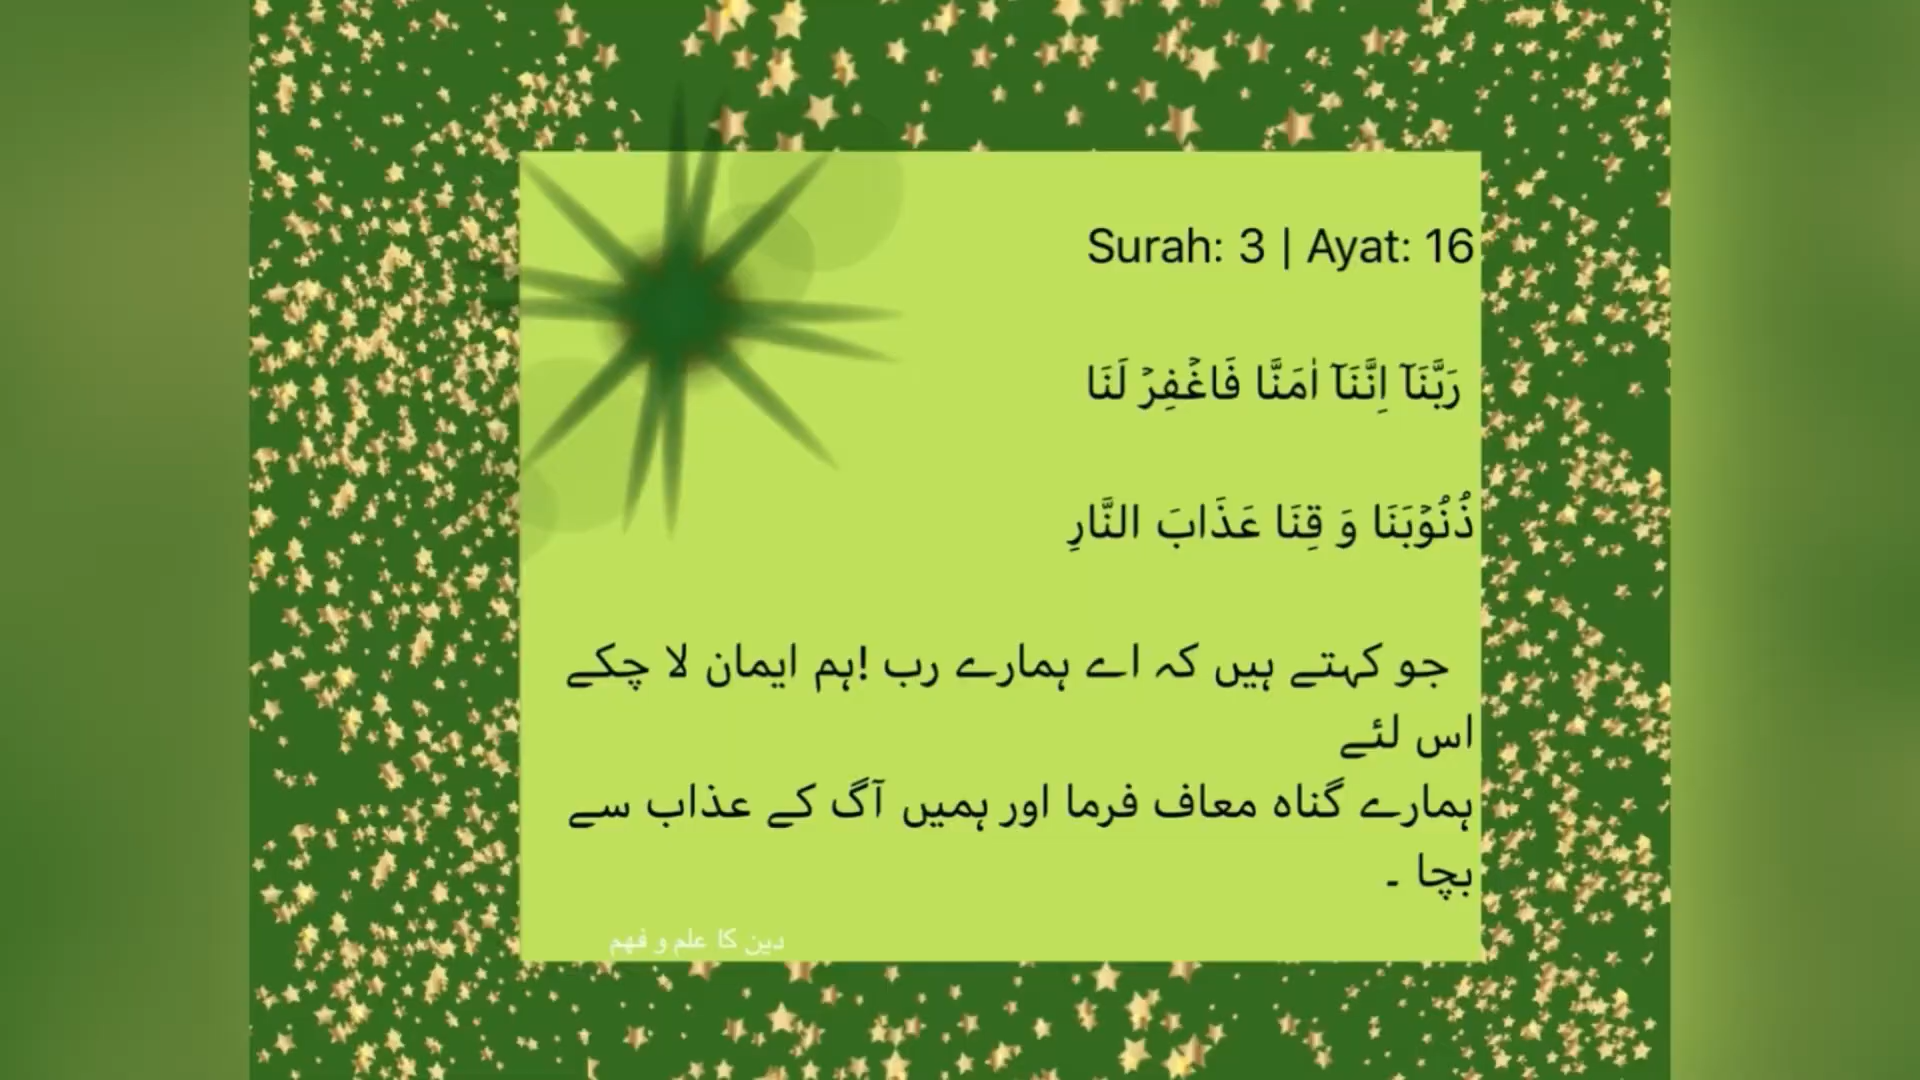 Surah: 3 | Ayat: 16
رَبَّنَاۤ اِنَّنَاۤ اٰمَنَّا فَاغۡفِرۡ لَنَا
ذُنُوۡبَنَا وَ قِنَا عَذَابَ النَّارِ
جو کہتے ہیں کہ اے ہمارے رب !ہم ایمان لا چکے
اس لئے
ہمارے گناہ معاف فرما اور ہمیں آگ کے عذاب سے
بچا ۔
دین کا علم و فھم